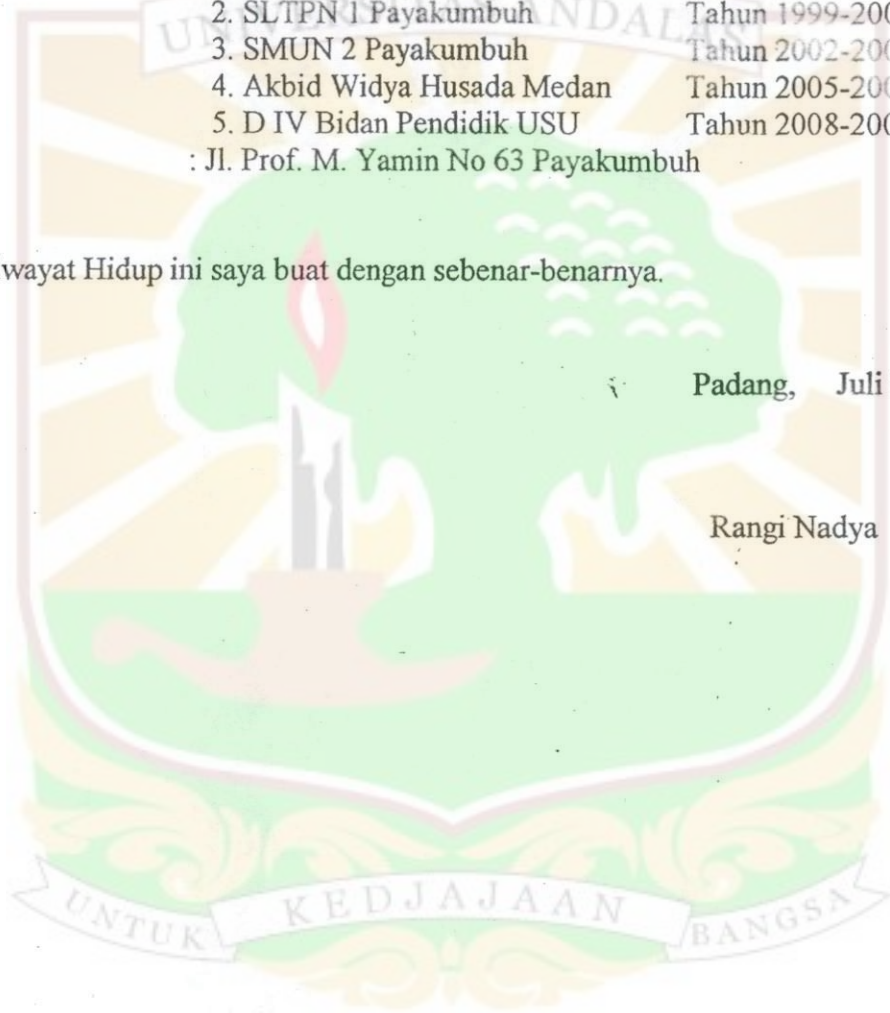 UNIVERSITAS ANDALAS
2. SLTPN 1 Payakumbuh Tahun 1999-200
3. SMUN 2 Payakumbuh Tahun 2002-200
4. Akbid Widya Husada Medan Tahun 2005-200
5. D IV Bidan Pendidik USU Tahun 2008-200
: Jl. Prof. M. Yamin No 63 Payakumbuh
wayat Hidup ini saya buat dengan sebenar-benarnya.
Padang, Juli
Rangi Nadya
UNTUK KEDJAJAAN BANGSA